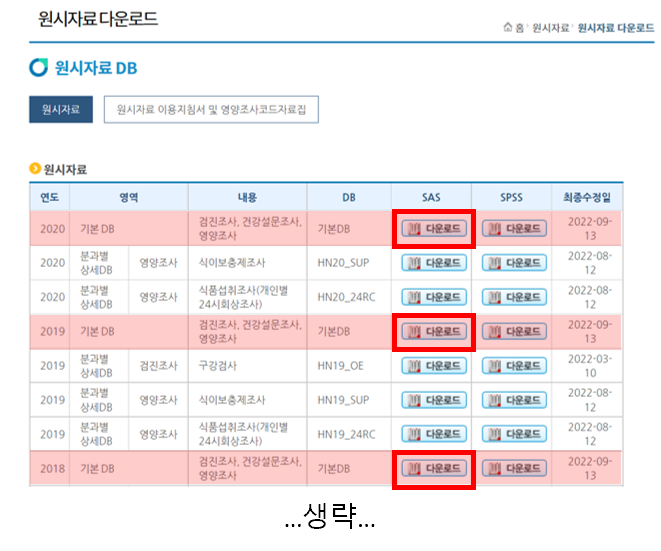 원시자료 다운로드
홈 > 원시자료 > 원시자료 다운로드
원시자료 DB
원시자료
원시자료 이용지침서 및 영양조사코드자료집
원시자료
연도 영역 내용 DB SAS SPSS 최종수정일
2020 기본 DB 검진조사, 건강설문조사, 영양조사 기본DB 다운로드 다운로드 2022-09-13
2020 분과별 상세DB 영양조사 식이보충제조사 HN20_SUP 다운로드 다운로드 2022-08-12
2020 분과별 상세DB 영양조사 식품섭취조사(개인별 24시회상조사) HN20_24RC 다운로드 다운로드 2022-08-12
2019 기본 DB 검진조사, 건강설문조사, 영양조사 기본DB 다운로드 다운로드 2022-09-13
2019 분과별 상세DB 검진조사 구강검사 HN19_OE 다운로드 다운로드 2022-03-10
2019 분과별 상세DB 영양조사 식이보충제조사 HN19_SUP 다운로드 다운로드 2022-08-12
2019 분과별 상세DB 영양조사 식품섭취조사(개인별 24시회상조사) HN19_24RC 다운로드 다운로드 2022-08-12
2018 기본 DB 검진조사, 건강설문조사, 영양조사 기본DB 다운로드 다운로드 2022-09-13
...생략...